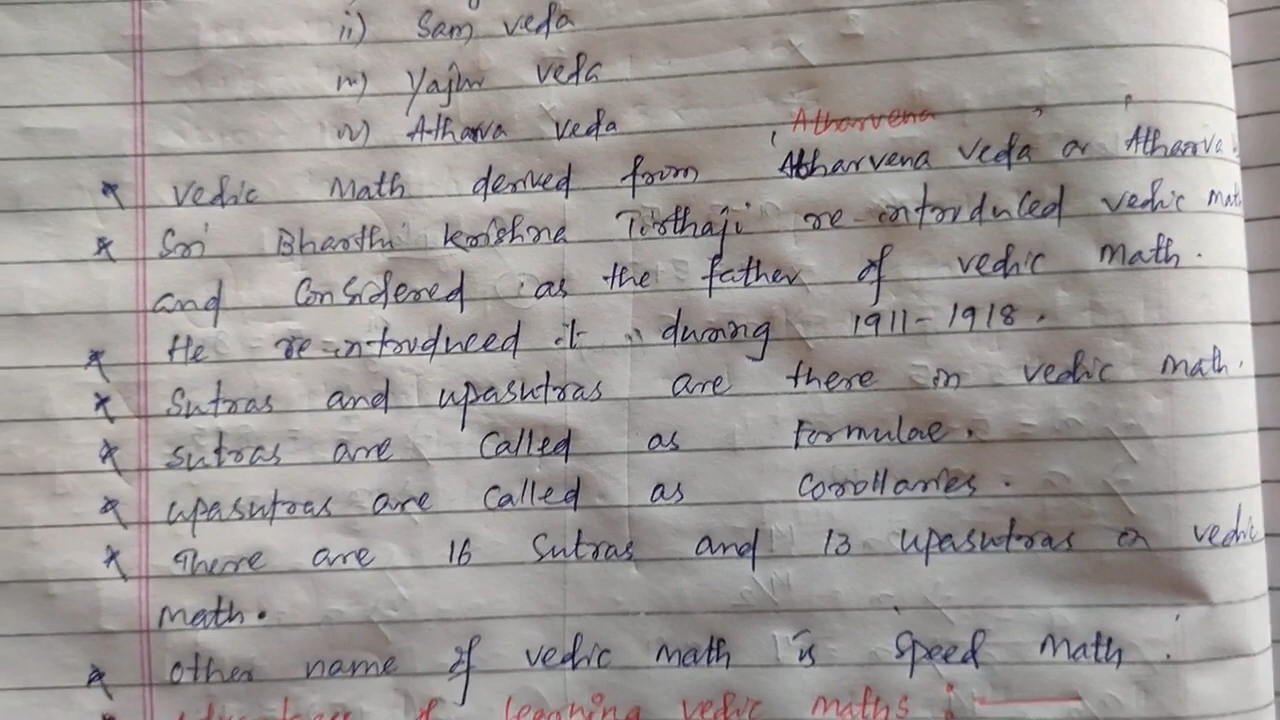 ii) Sam veda
iii) Yajur veda
iv) Atharva veda
Atharvena
* Vedic Math derived from 'Atharvena veda' or 'Atharva
* Sri Bharathi krishna Tirthaji re-introduced vedic math
and Considered as the father of vedic math.
* He re-introduced it during 1911-1918.
* Sutras and upasutras are there in vedic math.
* sutras are Called as Formulae.
* upasutras are Called as Corollaries.
* There are 16 Sutras and 13 upasutras in vedic
math.
* Other name of vedic math is Speed Math.
of learning vedic maths :